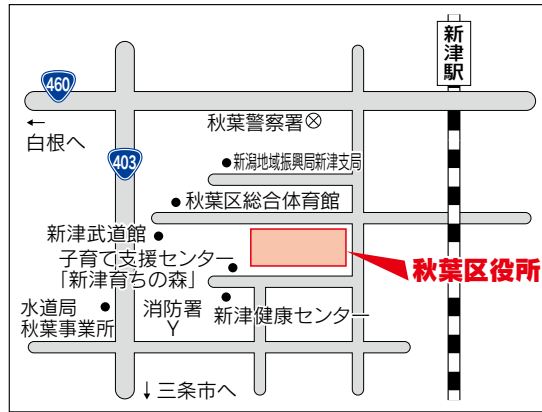 新津駅
460
←
白根へ
秋葉警察署
403
新潟地域振興局新津支局
秋葉区総合体育館
新津武道館
子育て支援センター
「新津育ちの森」
秋葉区役所
水道局
秋葉事業所
消防署
Y
新津健康センター
↓三条市へ